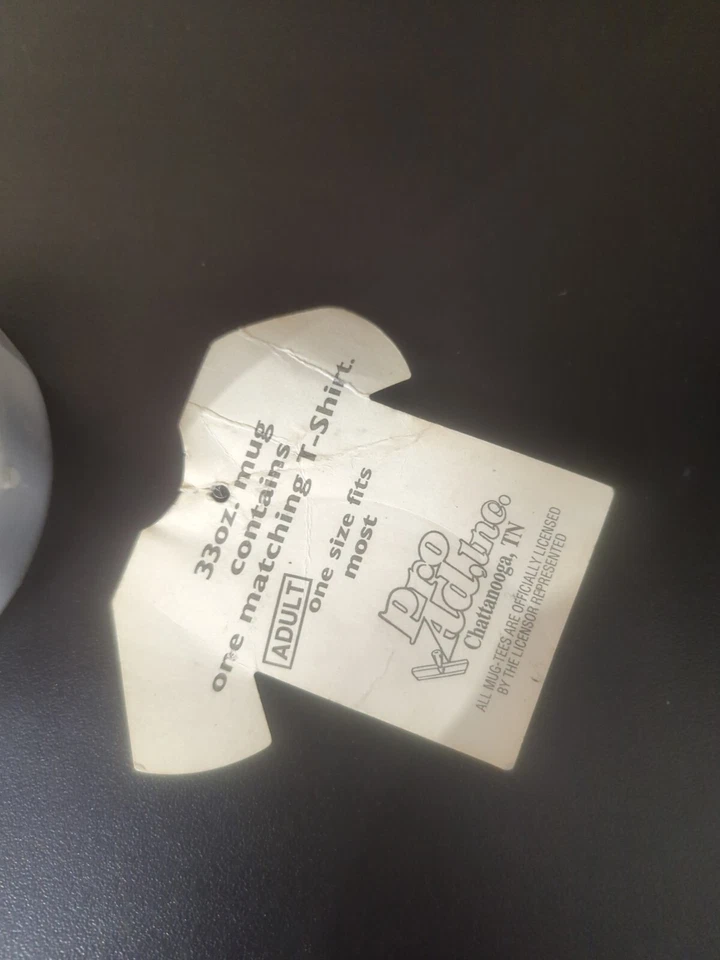 33oz. mug
contains
one matching T-Shirt.
ADULT
one size fits
most
Pro
Ad, Inc.
Chattanooga, TN
ALL MUG-TEES ARE OFFICIALLY LICENSED
BY THE LICENSOR REPRESENTED